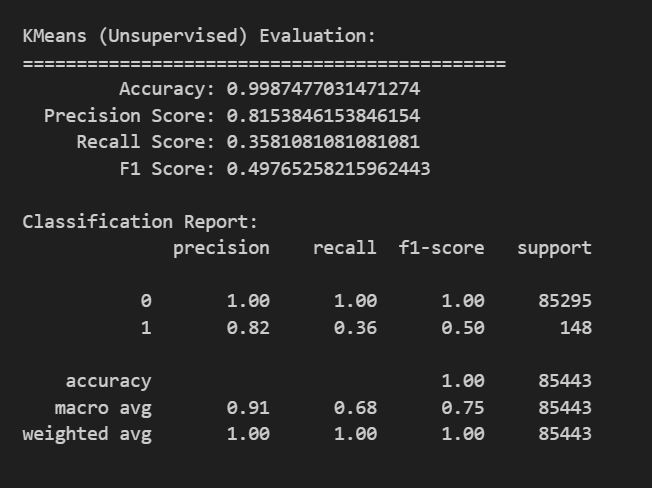 KMeans (Unsupervised) Evaluation:
=============================================
Accuracy: 0.9987477031471274
Precision Score: 0.8153846153846154
Recall Score: 0.3581081081081081
F1 Score: 0.49765258215962443
Classification Report:
precision recall f1-score support
0 1.00 1.00 1.00 85295
1 0.82 0.36 0.50 148
accuracy 1.00 85443
macro avg 0.91 0.68 0.75 85443
weighted avg 1.00 1.00 1.00 85443